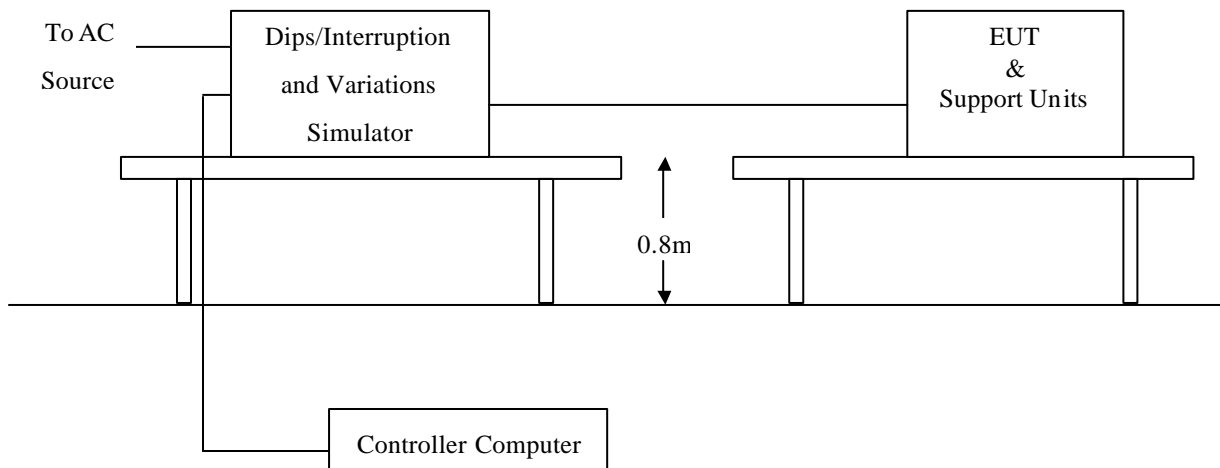 To AC
Source
Dips/Interruption
and Variations
Simulator
EUT
&
Support Units
0.8m
Controller Computer